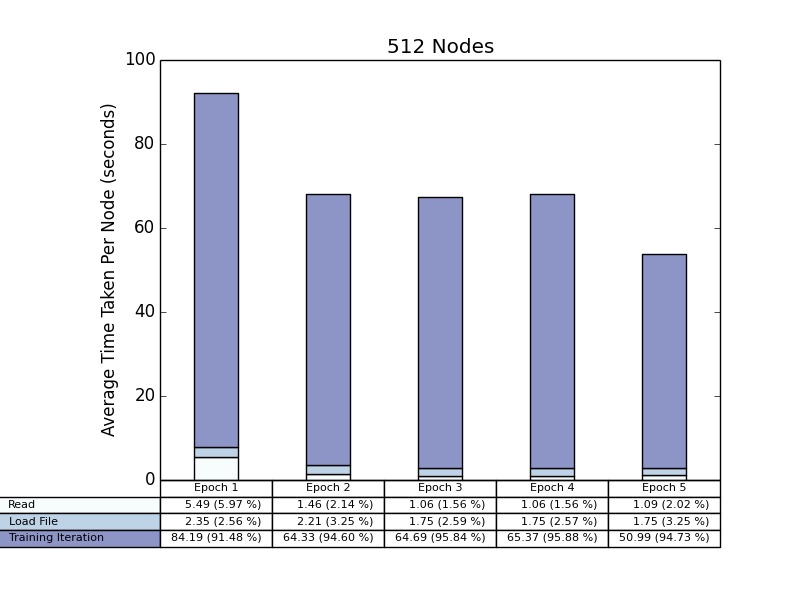 512 Nodes
Average Time Taken Per Node (seconds)
100
80
60
40
20
0
Epoch 1 Epoch 2 Epoch 3 Epoch 4 Epoch 5
Read 5.49 (5.97 %) 1.46 (2.14 %) 1.06 (1.56 %) 1.06 (1.56 %) 1.09 (2.02 %)
Load File 2.35 (2.56 %) 2.21 (3.25 %) 1.75 (2.59 %) 1.75 (2.57 %) 1.75 (3.25 %)
Training Iteration 84.19 (91.48 %) 64.33 (94.60 %) 64.69 (95.84 %) 65.37 (95.88 %) 50.99 (94.73 %)